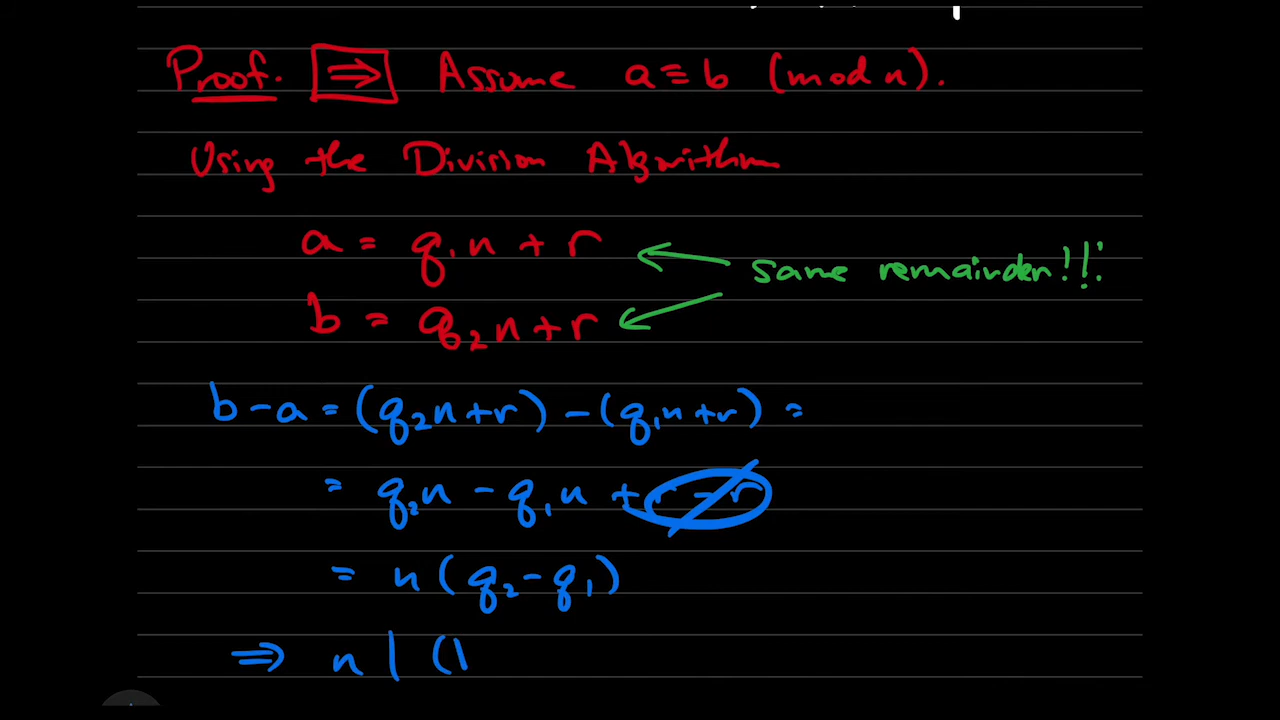 Proof. ⇒ Assume a ≡ b (mod n).
Using the Division Algorithm
a = q₁n + r
same remainder!!!
b = q₂n + r
b - a = (q₂n + r) - (q₁n + r) =
= q₂n - q₁n + r - r
= n (q₂ - q₁)
⇒ n | (